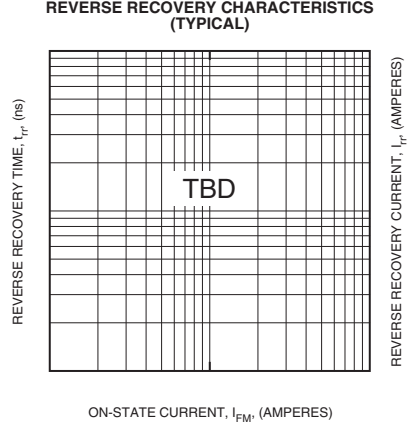 REVERSE RECOVERY CHARACTERISTICS
(TYPICAL)
REVERSE RECOVERY TIME, trr, (ns)
TBD
REVERSE RECOVERY CURRENT, Irr, (AMPERES)
ON-STATE CURRENT, IFM, (AMPERES)